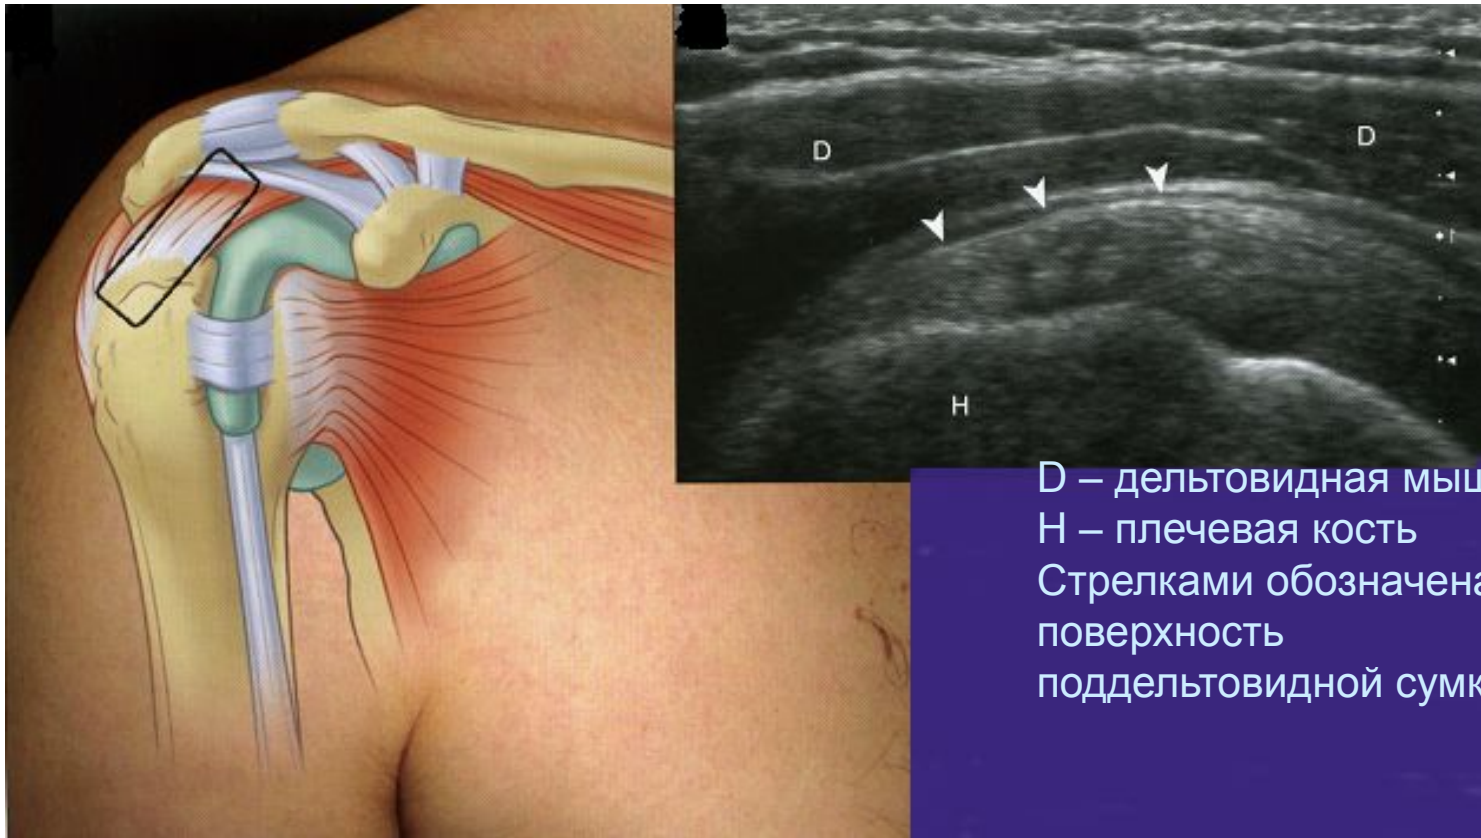 D
D
H
D – дельтовидная мыш
H – плечевая кость
Стрелками обозначена
поверхность
поддельтовидной сумк